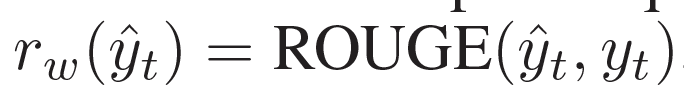 r_w(ŷ_t) = ROUGE(ŷ_t, y_t).